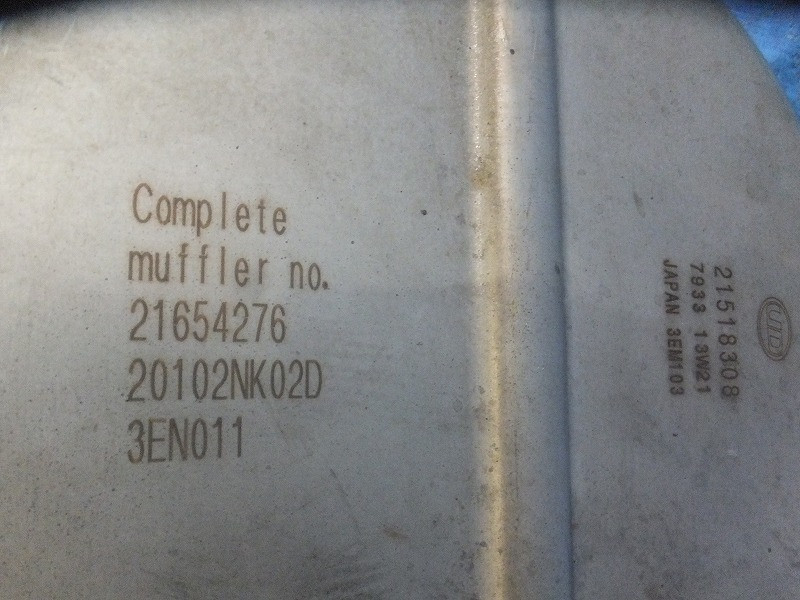 Complete
muffler no.
21654276
20102NK02D
3EN011
21518308
7933 13W21
JAPAN 3EM103